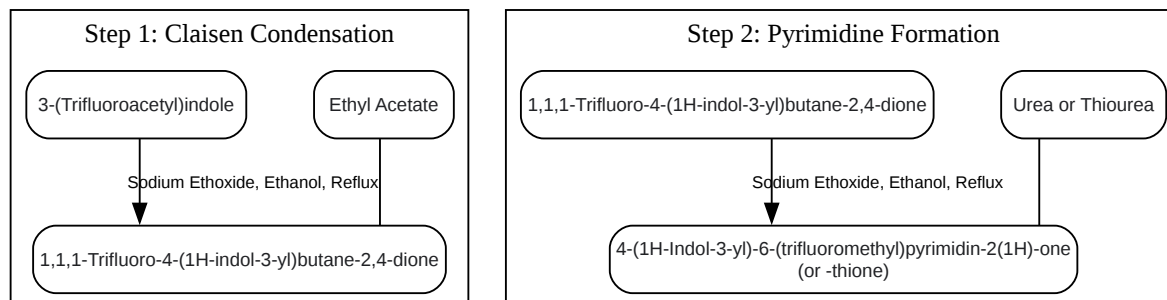 Step 1: Claisen Condensation
3-(Trifluoroacetyl)indole
Ethyl Acetate
Sodium Ethoxide, Ethanol, Reflux
1,1,1-Trifluoro-4-(1H-indol-3-yl)butane-2,4-dione
Step 2: Pyrimidine Formation
1,1,1-Trifluoro-4-(1H-indol-3-yl)butane-2,4-dione
Urea or Thiourea
Sodium Ethoxide, Ethanol, Reflux
4-(1H-Indol-3-yl)-6-(trifluoromethyl)pyrimidin-2(1H)-one
(or -thione)